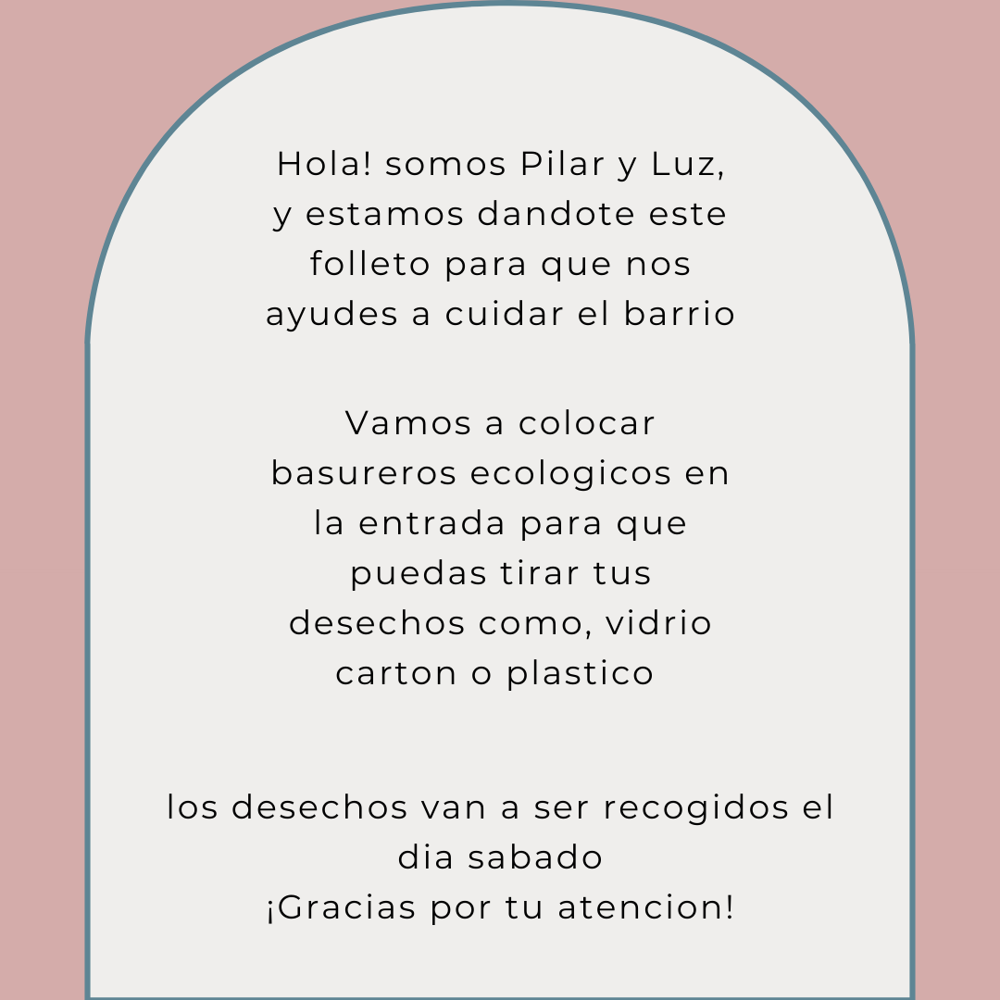 Hola! somos Pilar y Luz,
y estamos dandote este
folleto para que nos
ayudes a cuidar el barrio
Vamos a colocar
basureros ecologicos en
la entrada para que
puedas tirar tus
desechos como, vidrio
carton o plastico
los desechos van a ser recogidos el
dia sabado
¡Gracias por tu atencion!